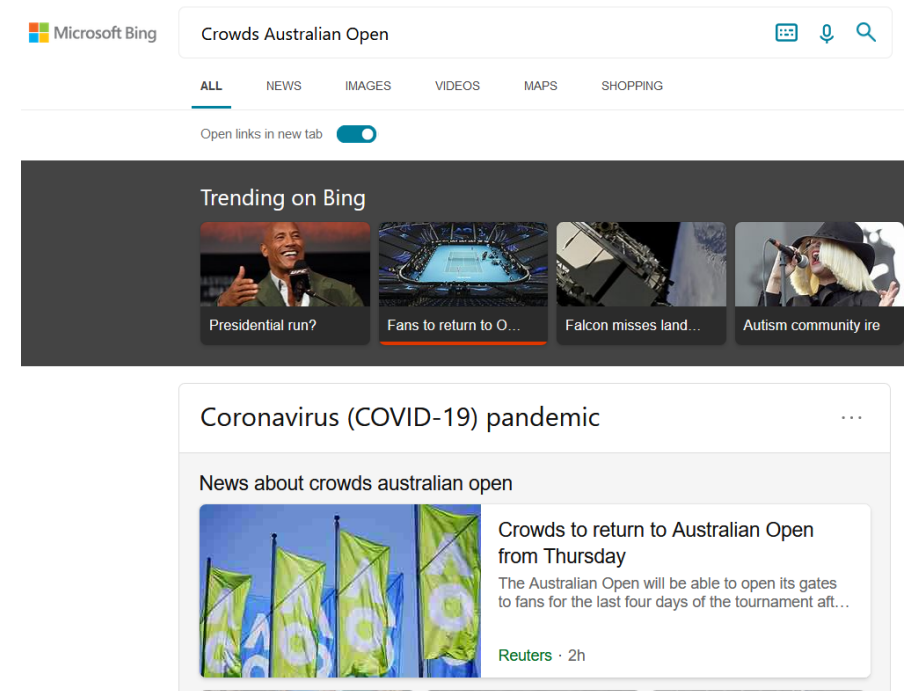 Microsoft Bing
Crowds Australian Open
ALL NEWS IMAGES VIDEOS MAPS SHOPPING
Open links in new tab
Trending on Bing
Presidential run?
Fans to return to O...
Falcon misses land...
Autism community ire
Coronavirus (COVID-19) pandemic
...
News about crowds australian open
Crowds to return to Australian Open
from Thursday
The Australian Open will be able to open its gates
to fans for the last four days of the tournament aft...
Reuters · 2h
AO